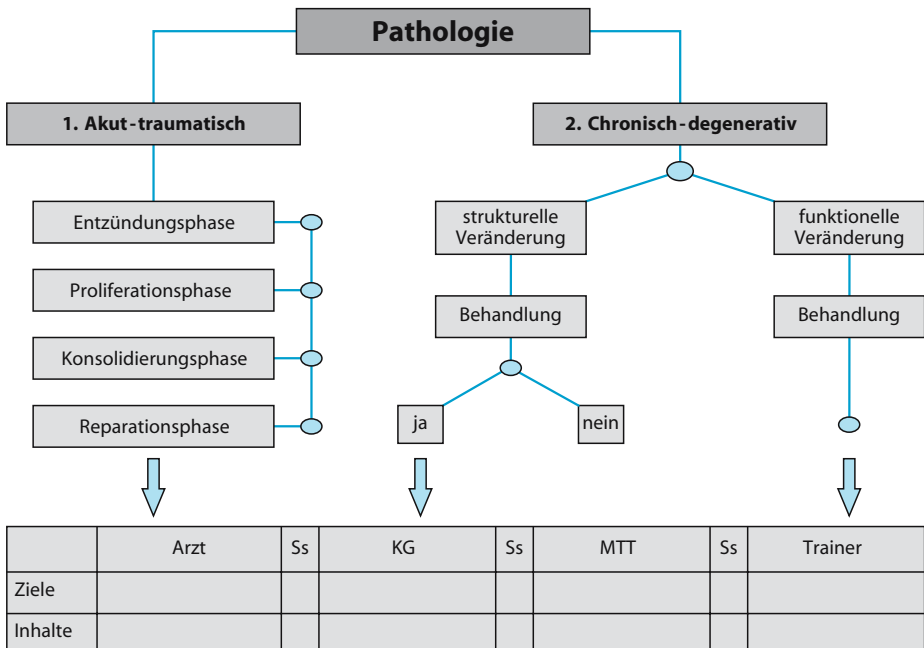 Pathologie
1. Akut-traumatisch
2. Chronisch-degenerativ
Entzündungsphase
Proliferationsphase
Konsolidierungsphase
Reparationsphase
strukturelle
Veränderung
funktionelle
Veränderung
Behandlung
Behandlung
ja
nein
Arzt Ss KG Ss MTT Ss Trainer
Ziele
Inhalte